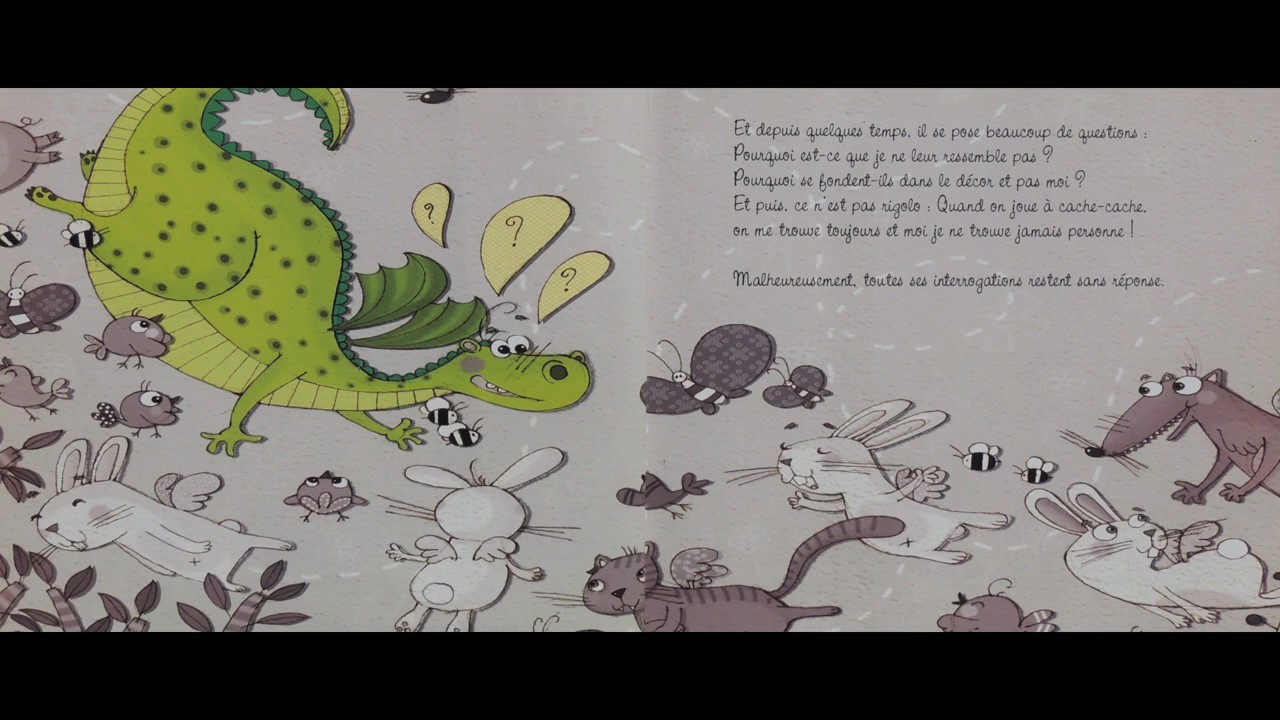 ?
?
?
Et depuis quelques temps, il se pose beaucoup de questions :
Pourquoi est-ce que je ne leur ressemble pas ?
Pourquoi se fondent-ils dans le décor et pas moi ?
Et puis, ce n'est pas rigolo : Quand on joue à cache-cache,
on me trouve toujours et moi je ne trouve jamais personne !
Malheureusement, toutes ses interrogations restent sans réponse.